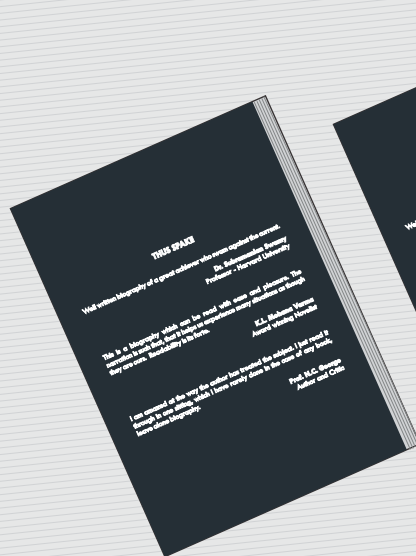 THUS SPAKE
Well written biography of a great achiever who swam against the current.
Dr. Subramanian Swamy
Professor - Harvard University
This is a biography which can be read with ease and pleasure. The
narration is such that, that it helps us experience many situations as though
they are ours. Readability is its forte.
K.L. Mohana Varma
Award winning Novelist
I am amazed at the way the author has treated the subject. I just read it
through in one sitting, which I have rarely done in the case of any book,
leave alone biography.
Prof. M.C. George
Author and Critic